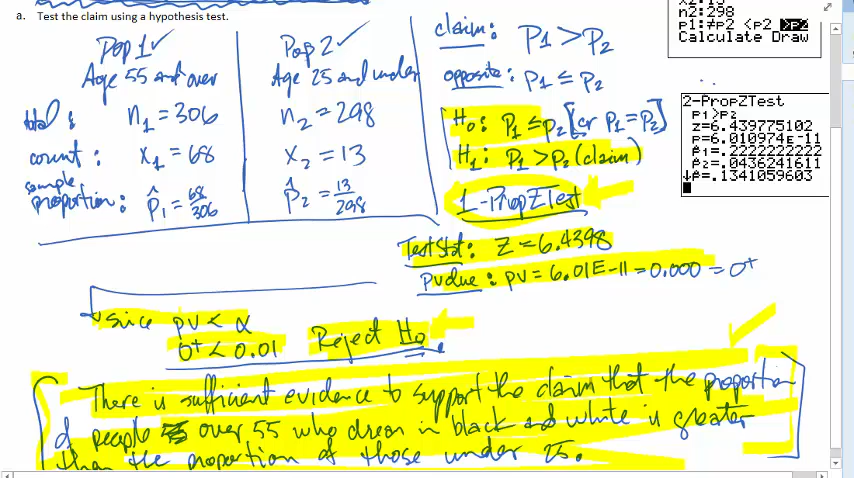 a. Test the claim using a hypothesis test.
Pop 1 ✓
Age 55 and over
total: n₁ = 306
count: x₁ = 68
sample proportion: p̂₁ = 68/306
Pop 2 ✓
Age 25 and under
n₂ = 298
x₂ = 13
p̂₂ = 13/298
claim: P₁ > P₂
opposite: P₁ ≤ P₂
H₀: P₁ ≤ P₂ [or P₁ = P₂]
H₁: P₁ > P₂ (claim)
1-PropZTest
Test Stat: Z = 6.4398
pvalue: pv = 6.01E-11 = 0.000 = 0⁺
since pv < α
0⁺ < 0.01
Reject H₀
There is sufficient evidence to support the claim that the proportion
of people over 55 who dream in black and white is greater
than the proportion of those under 25.
n2:298
p1:≠p2 <p2 >p2
Calculate Draw
2-PropZTest
p1>p2
z=6.439775102
p=6.010974E-11
p̂1=.2222222222
p̂2=.0436241611
↓p̂=.1341059603